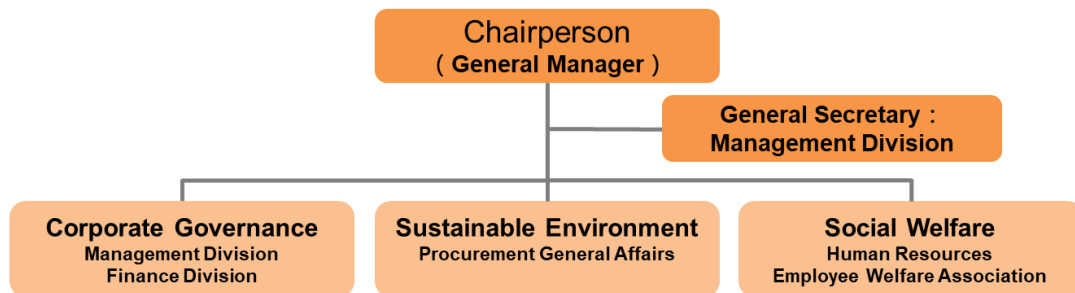 Chairperson
( General Manager )
General Secretary :
Management Division
Corporate Governance
Management Division
Finance Division
Sustainable Environment
Procurement General Affairs
Social Welfare
Human Resources
Employee Welfare Association